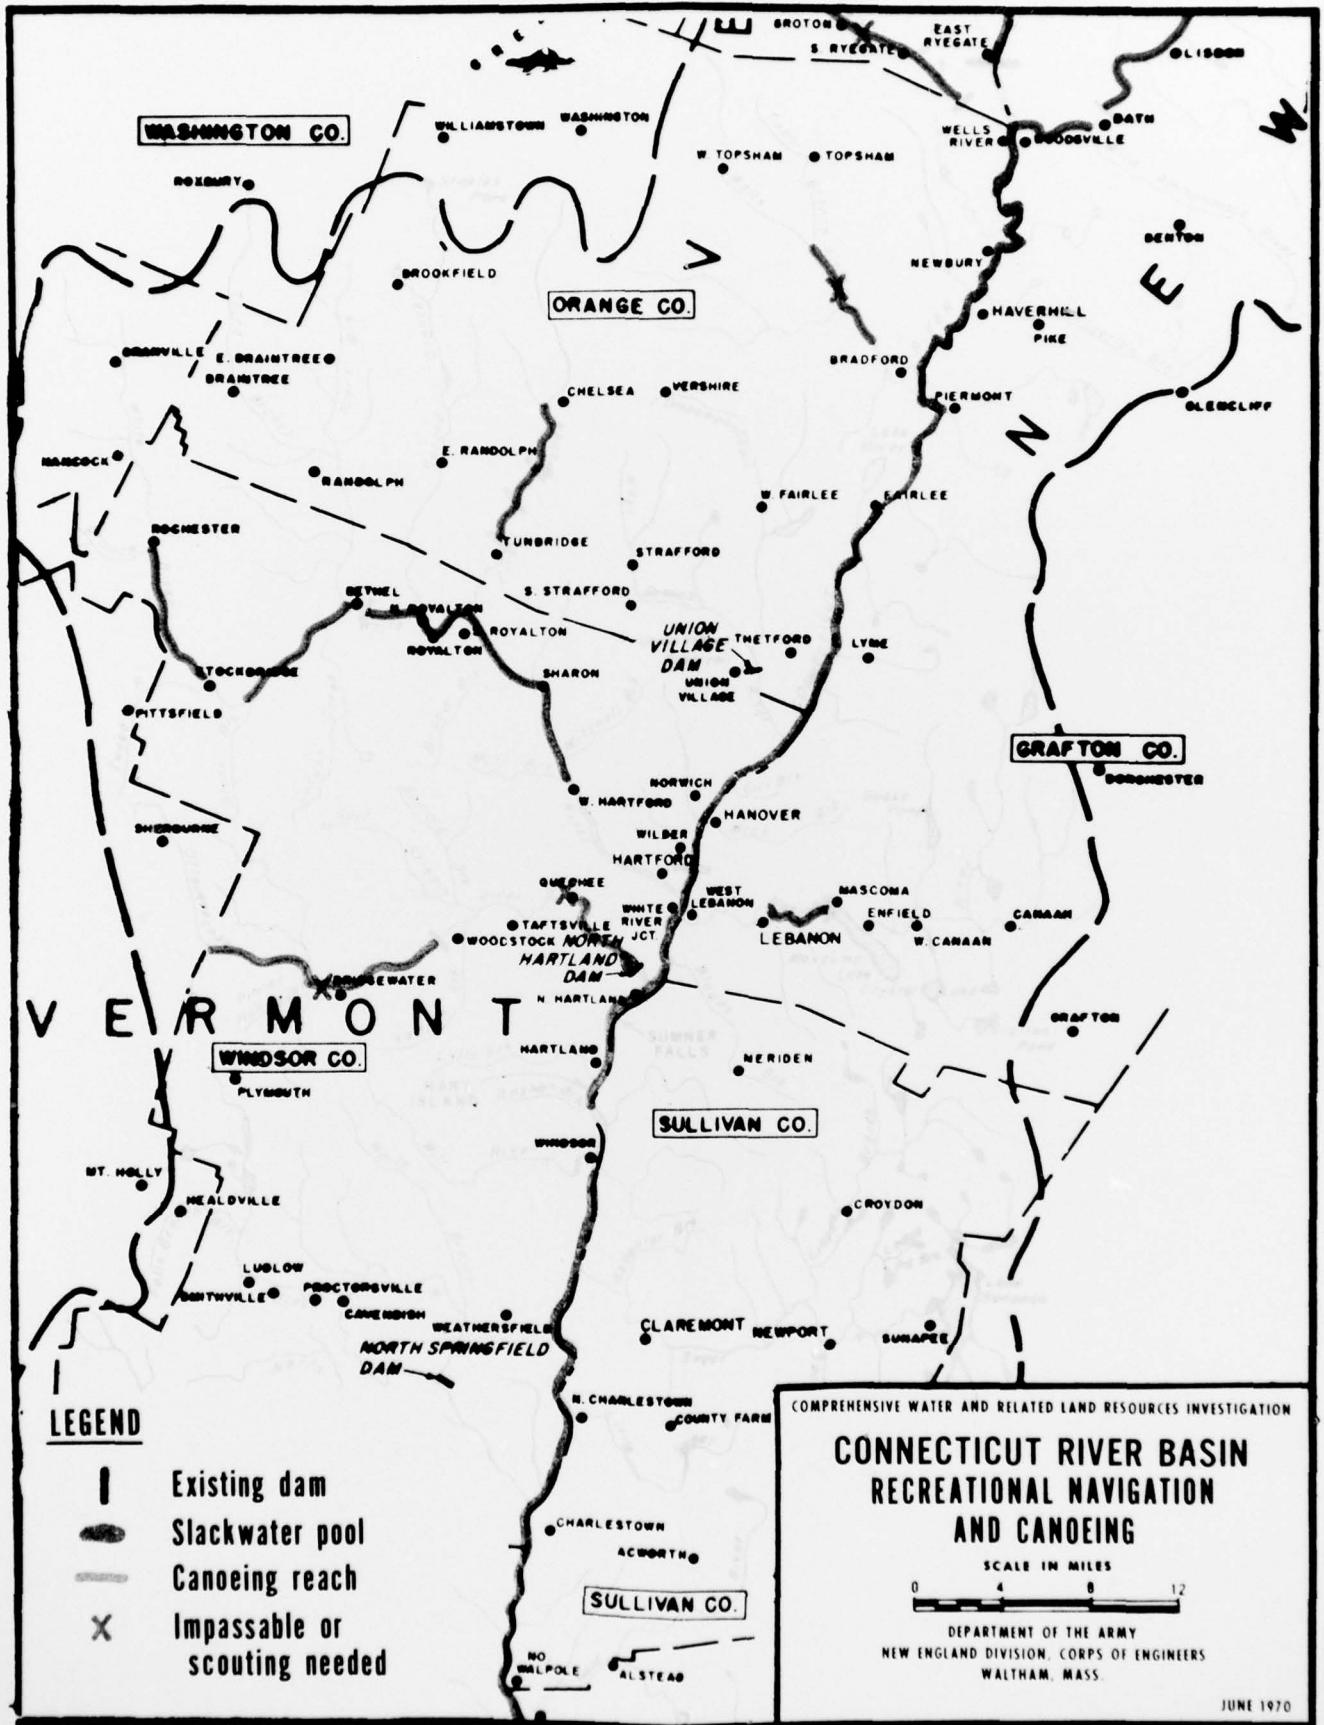 GROTON
S. RYEGATE
EAST
RYEGATE
LISBON
WASHINGTON CO.
WILLIAMSTOWN
WASHINGTON
WELLS
RIVER
BATH
WOODSVILLE
W. TOPSHAM
TOPSHAM
ROXBURY
V
E
W
E
N
BENTON
NEWBURY
BROOKFIELD
ORANGE CO.
HAVERHILL
PIKE
GRANVILLE
E. BRAINTREE
BRAINTREE
BRADFORD
CHELSEA
VERSHIRE
PIERMONT
GLENCLIFF
HANCOCK
E. RANDOLPH
RANDOLPH
W. FAIRLEE
FAIRLEE
ROCHESTER
TUNBRIDGE
STRAFFORD
BETHEL
S. STRAFFORD
N. ROYALTON
ROYALTON
ROYALTON
UNION
VILLAGE
DAM
THETFORD
LYME
STOCKBRIDGE
SHARON
UNION
VILLAGE
PITTSFIELD
GRAFTON CO.
DORCHESTER
NORWICH
W. HARTFORD
HANOVER
SHERBURNE
WILDER
HARTFORD
QUECHEE
WEST
LEBANON
MASCOMA
WHITE
RIVER
JCT.
ENFIELD
CANAAN
TAFTSVILLE
WOODSTOCK
LEBANON
W. CANAAN
NORTH
HARTLAND
DAM
BRIDGEWATER
N. HARTLAND
VERMONT
GRAFTON
SUMNER
FALLS
HARTLAND
MERIDEN
WINDSOR CO.
PLYMOUTH
SULLIVAN CO.
WINDSOR
MT. HOLLY
HEALDVILLE
CROYDON
LUDLOW
SMITHVILLE
PROCTORSVILLE
CAVENDISH
WEATHERSFIELD
CLAREMONT
NEWPORT
SUNAPEE
NORTH SPRINGFIELD
DAM
N. CHARLESTOWN
COUNTY FARM
CHARLESTOWN
ACWORTH
SULLIVAN CO.
NO
WALPOLE
ALSTEAD
LEGEND
Existing dam
Slackwater pool
Canoeing reach
X Impassable or
scouting needed
COMPREHENSIVE WATER AND RELATED LAND RESOURCES INVESTIGATION
CONNECTICUT RIVER BASIN
RECREATIONAL NAVIGATION
AND CANOEING
SCALE IN MILES
0 4 8 12
DEPARTMENT OF THE ARMY
NEW ENGLAND DIVISION, CORPS OF ENGINEERS
WALTHAM, MASS.
JUNE 1970